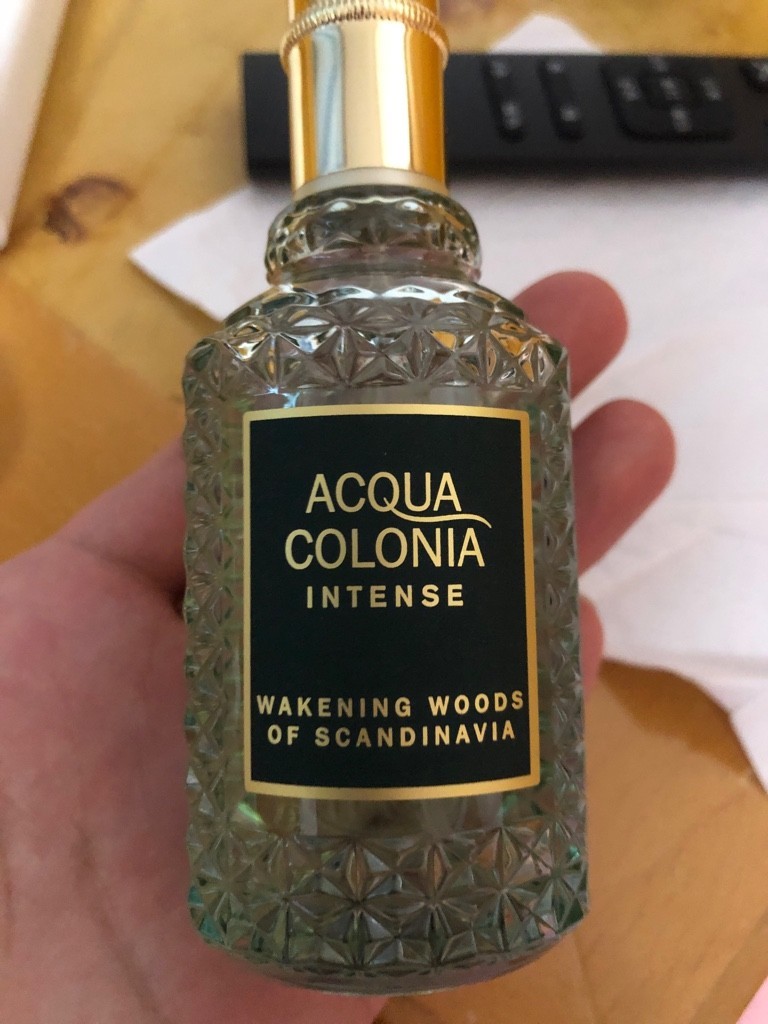 ACQUA
COLONIA
INTENSE
WAKENING WOODS
OF SCANDINAVIA